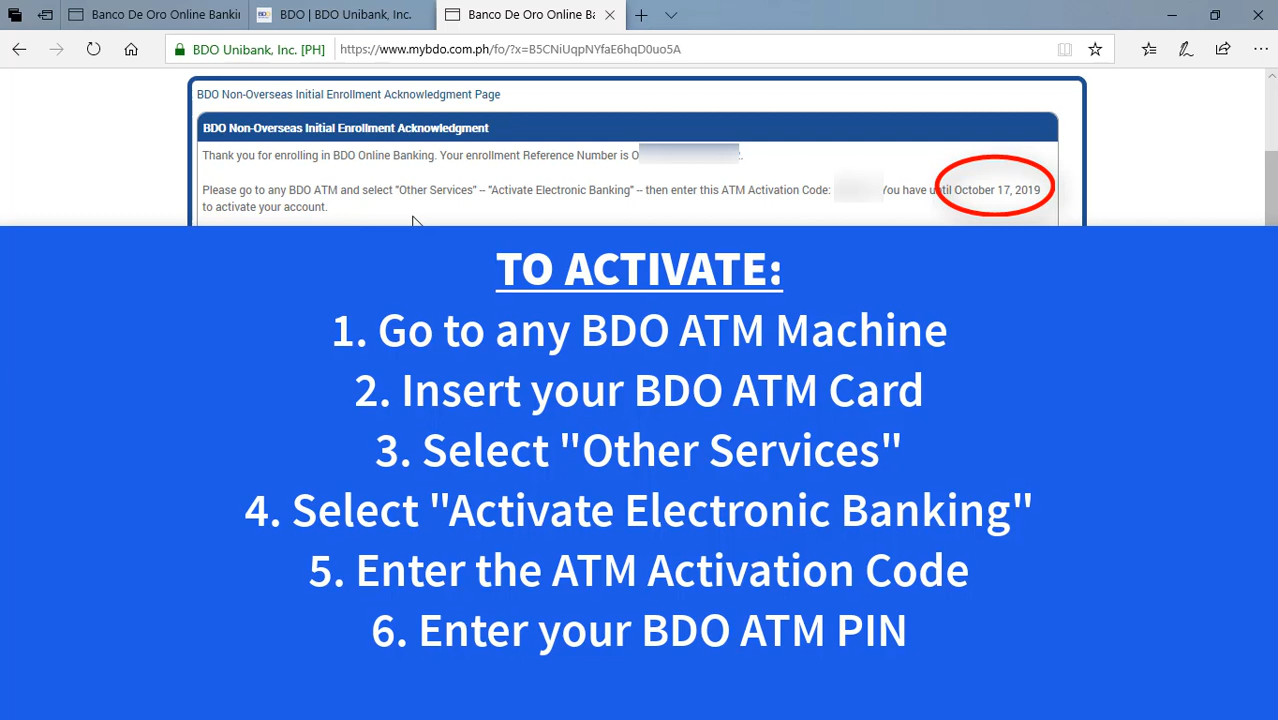 Banco De Oro Online Bankin
BDO | BDO Unibank, Inc.
Banco De Oro Online Ba
BDO Unibank, Inc. [PH]
https://www.mybdo.com.ph/fo/?x=B5CNiUqpNYfaE6hqD0uo5A
BDO Non-Overseas Initial Enrollment Acknowledgment Page
BDO Non-Overseas Initial Enrollment Acknowledgment
Thank you for enrolling in BDO Online Banking. Your enrollment Reference Number is O
Please go to any BDO ATM and select "Other Services" -- "Activate Electronic Banking" -- then enter this ATM Activation Code: You have until October 17, 2019
to activate your account.
TO ACTIVATE:
1. Go to any BDO ATM Machine
2. Insert your BDO ATM Card
3. Select "Other Services"
4. Select "Activate Electronic Banking"
5. Enter the ATM Activation Code
6. Enter your BDO ATM PIN